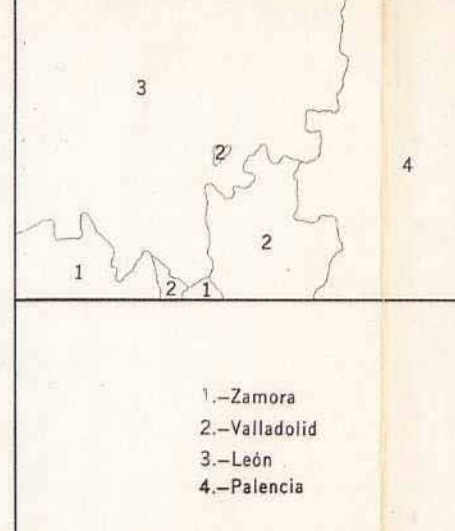 3
2
4
2
1
2
1
1.—Zamora
2.—Valladolid
3.—León
4.—Palencia